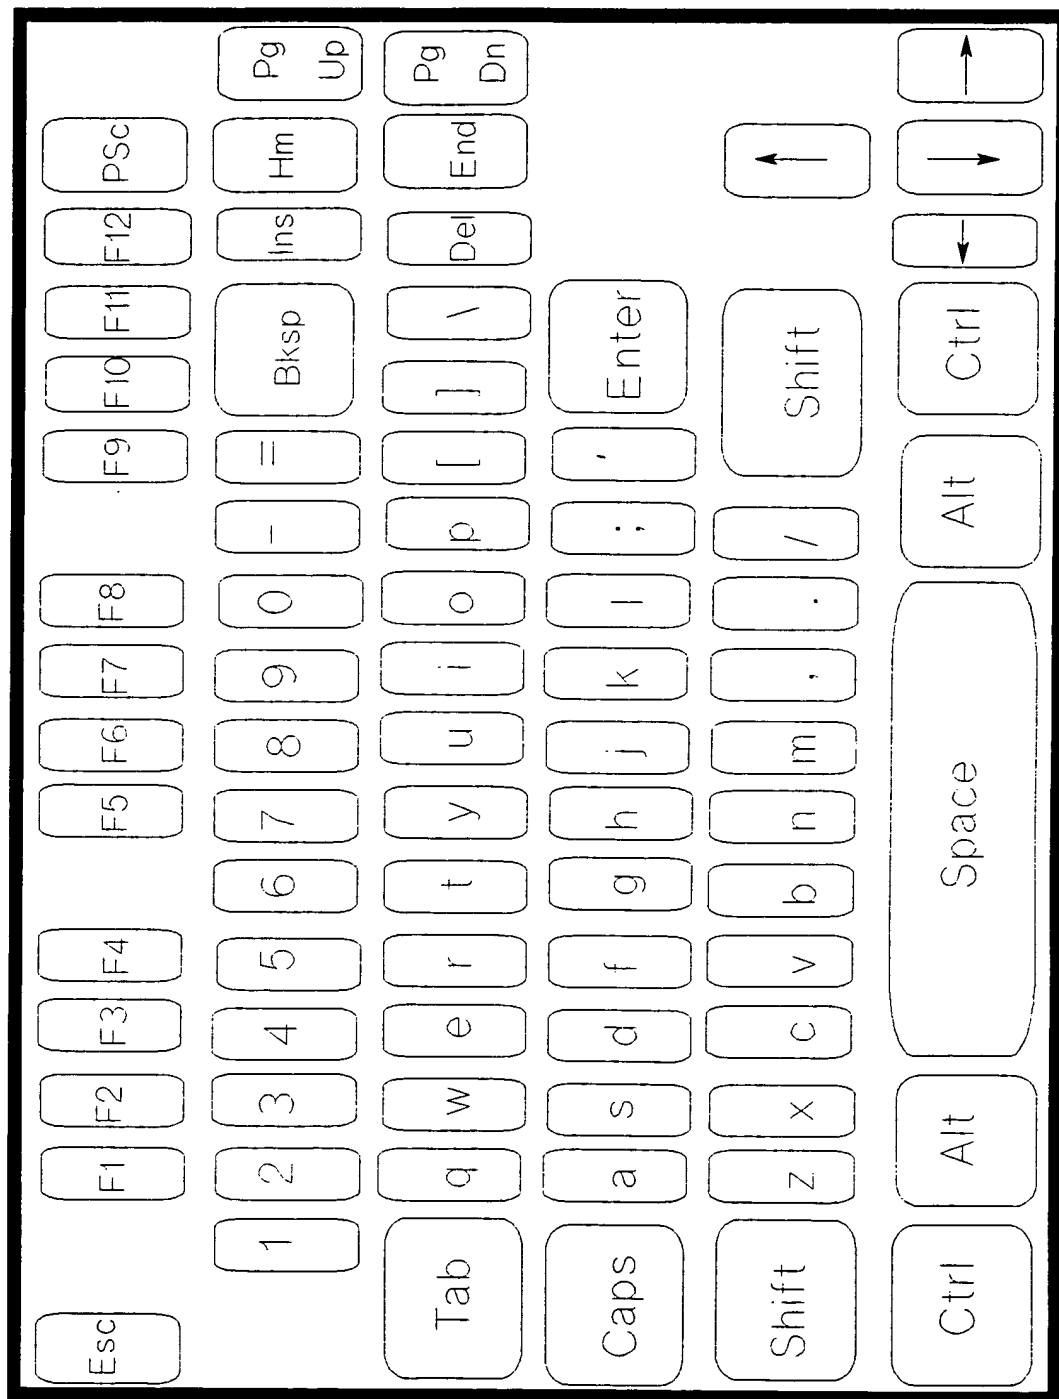 Esc F1 F2 F3 F4 F5 F6 F7 F8 F9 F10 F11 F12 PSc
1 2 3 4 5 6 7 8 9 0 - = Bksp Ins Hm Pg Up
Tab q w e r t y u i o p [ ] \ Del End Pg Dn
Caps a s d f g h j k l ; ' Enter
Shift z x c v b n m , . / Shift ↑
Ctrl Alt Space Alt Ctrl ← ↓ →